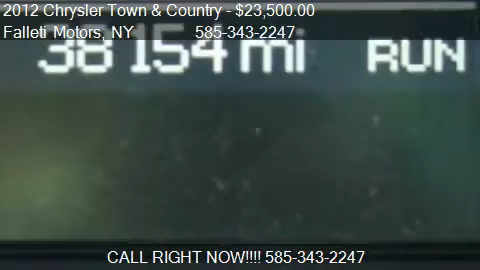 2012 Chrysler Town & Country - $23,500.00
Falleti Motors, NY 585-343-2247
38154 mi RUN
CALL RIGHT NOW!!!! 585-343-2247